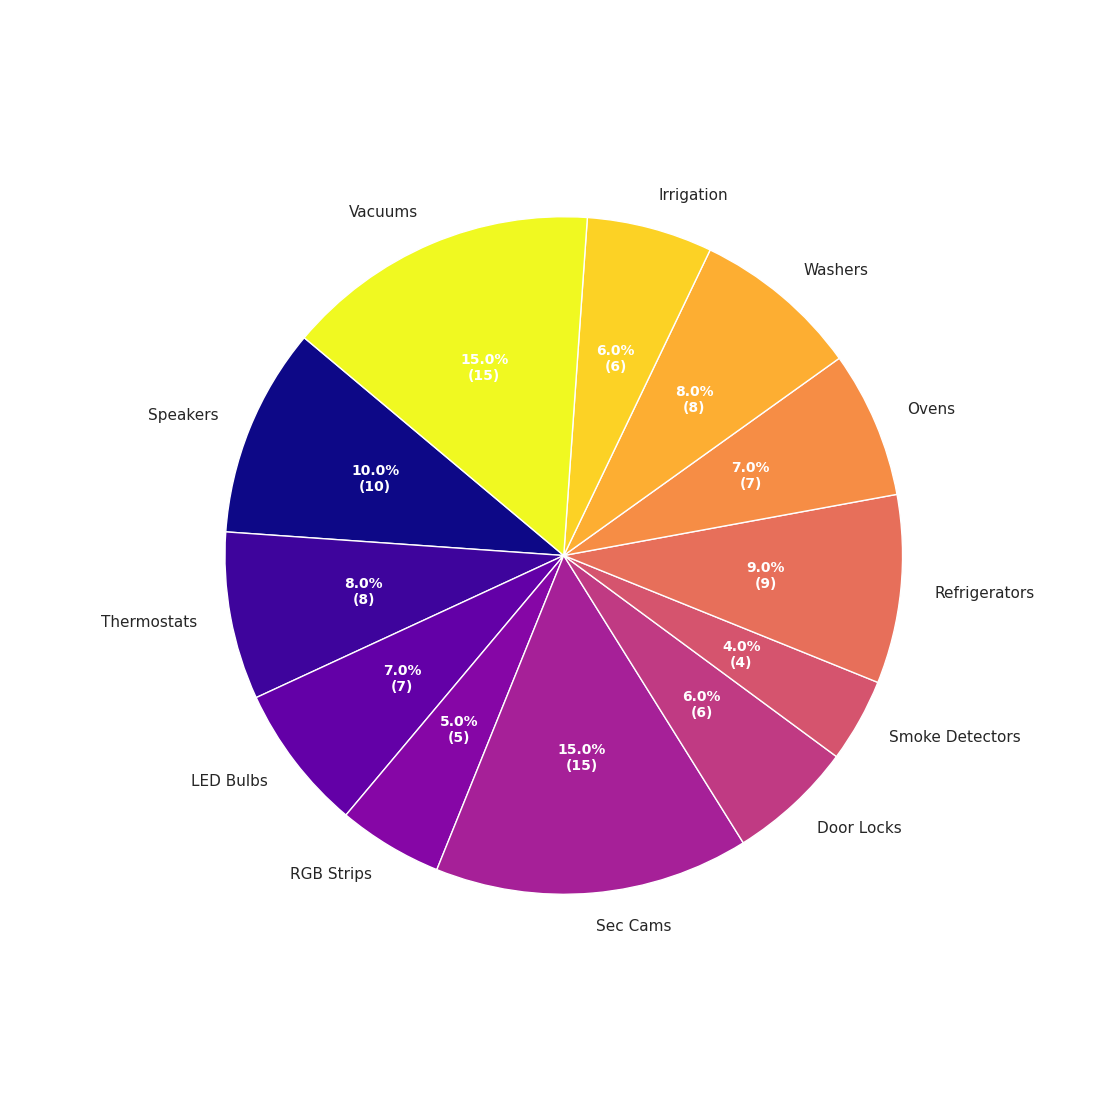 Irrigation
Vacuums
Washers
15.0%
(15)
6.0%
(6)
8.0%
(8)
Ovens
Speakers
10.0%
(10)
7.0%
(7)
9.0%
(9)
Refrigerators
8.0%
(8)
Thermostats
4.0%
(4)
7.0%
(7)
6.0%
(6)
5.0%
(5)
Smoke Detectors
15.0%
(15)
LED Bulbs
Door Locks
RGB Strips
Sec Cams